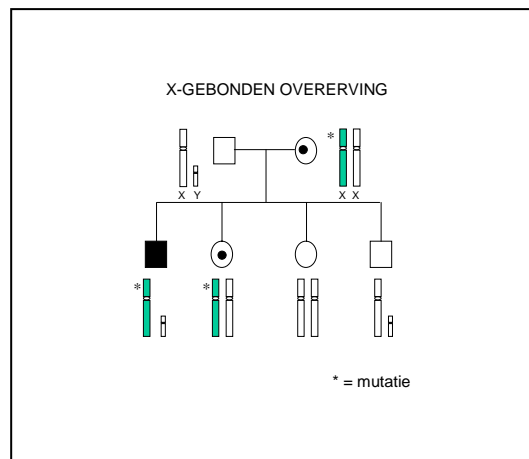 X-GEBONDEN OVERERVING
*
X Y
X X
*
*
* = mutatie